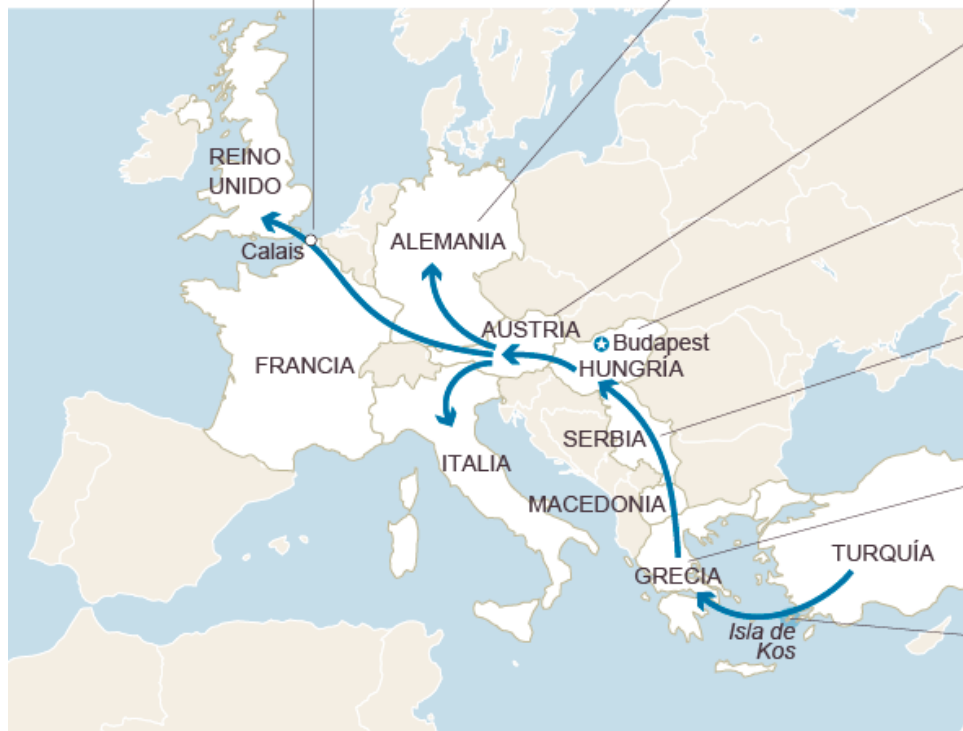 REINO
UNIDO
Calais
ALEMANIA
AUSTRIA
Budapest
HUNGRÍA
FRANCIA
SERBIA
ITALIA
MACEDONIA
GRECIA
TURQUÍA
Isla de
Kos